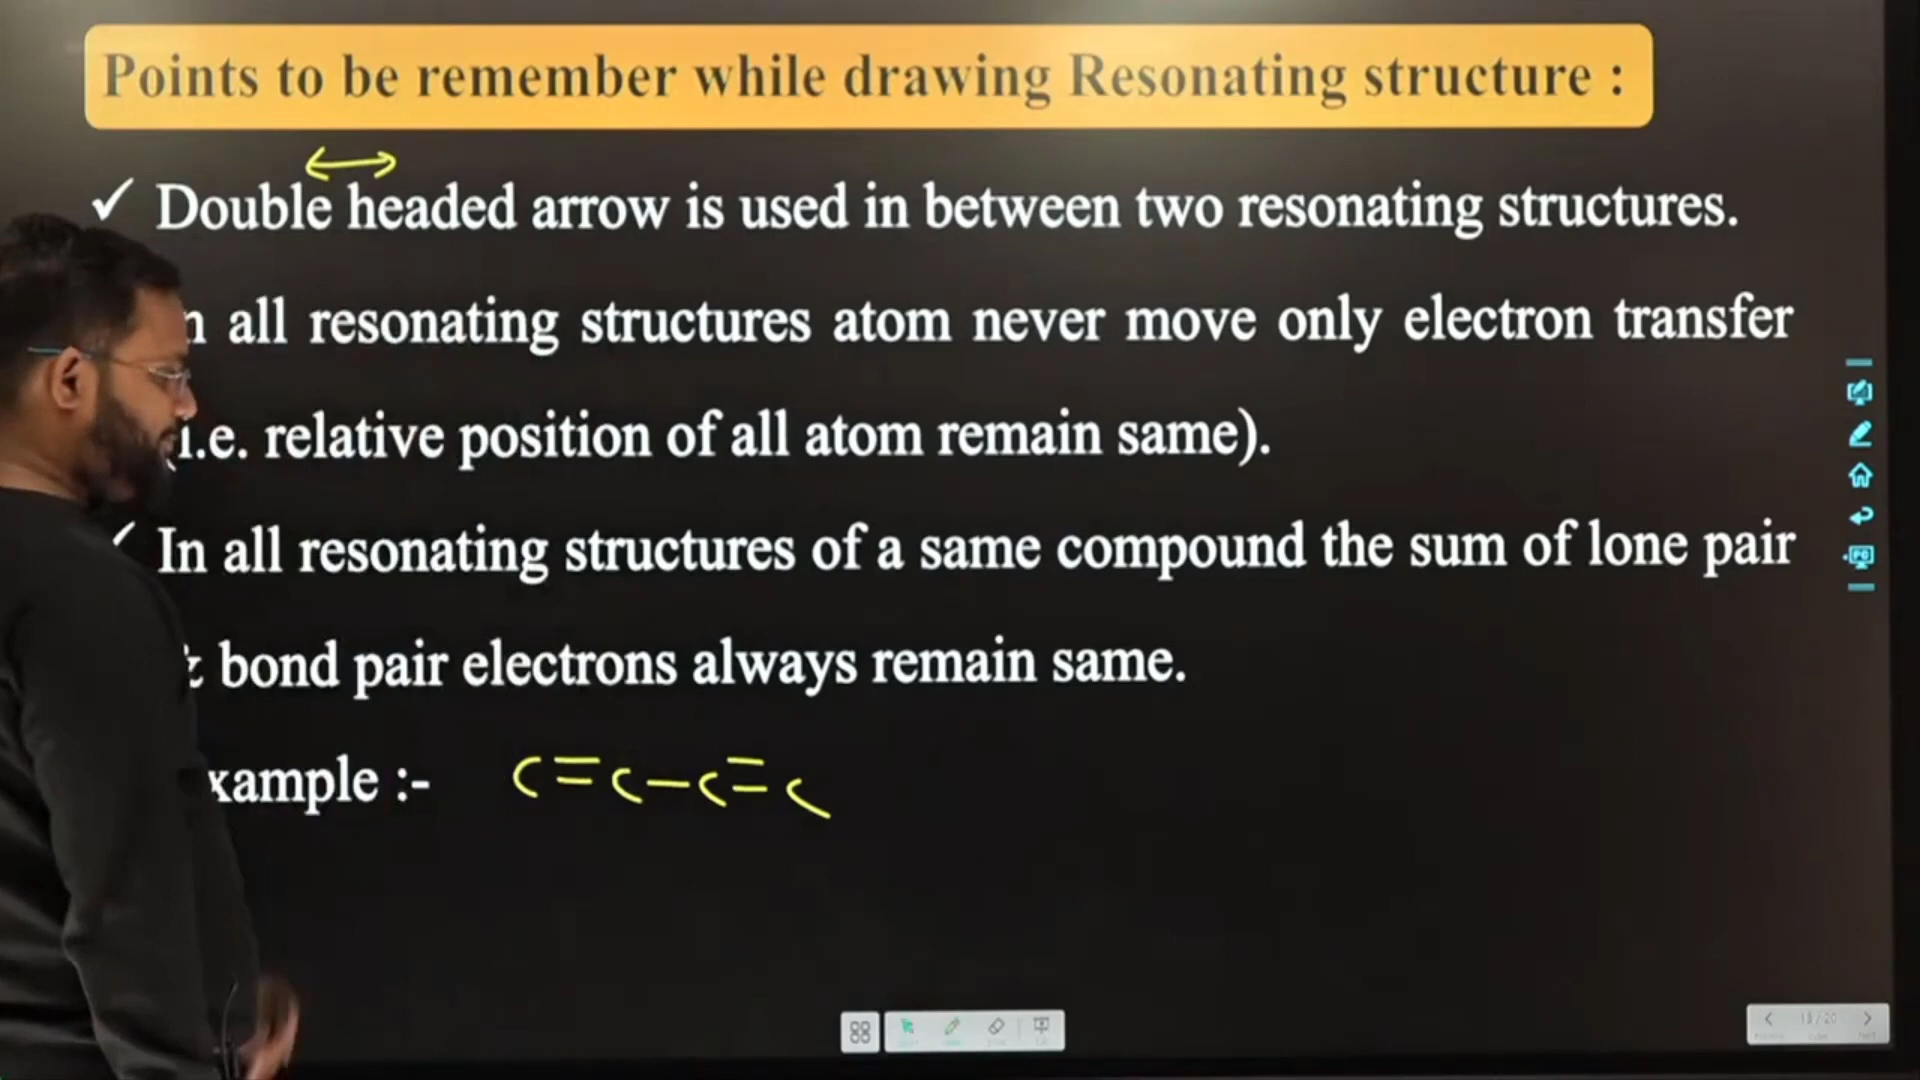 Points to be remember while drawing Resonating structure :
✓ Double headed arrow is used in between two resonating structures.
all resonating structures atom never move only electron transfer
(i.e. relative position of all atom remain same).
✓ In all resonating structures of a same compound the sum of lone pair
& bond pair electrons always remain same.
xample :- C=C-C=C
/ 20